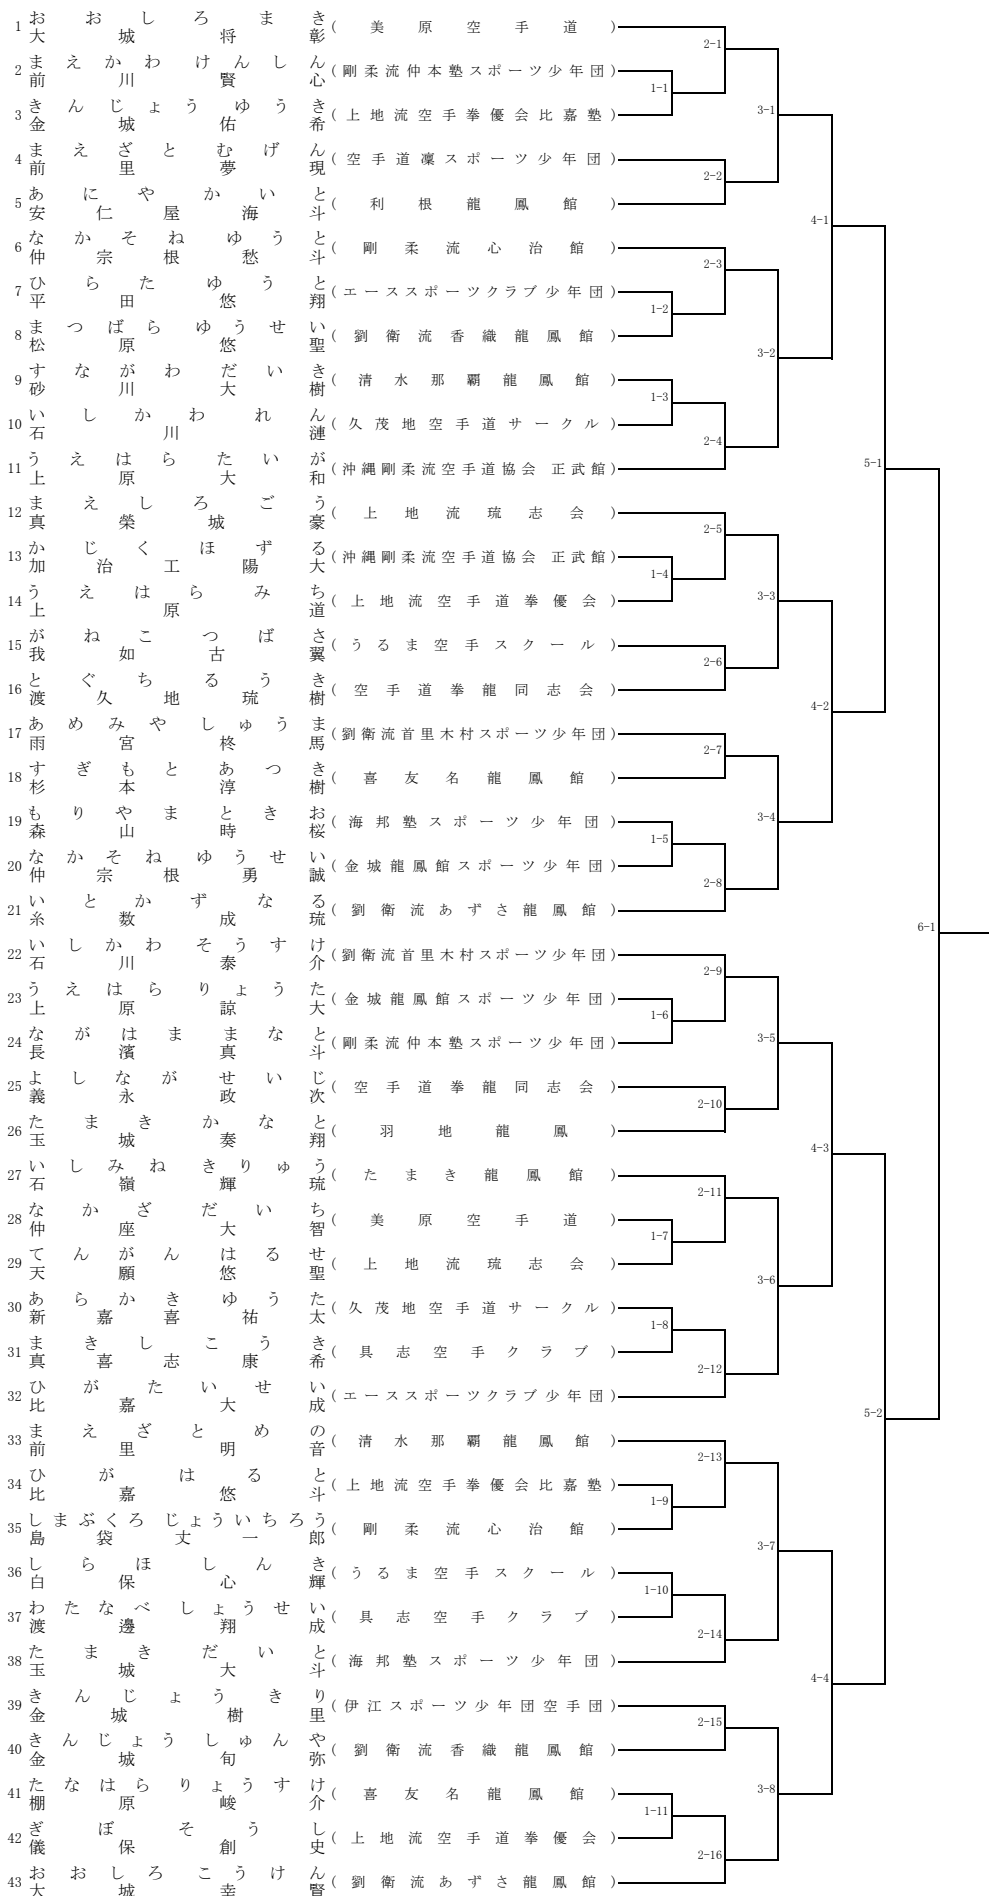 おおしろ まき
1 大城 将彰 (美原空手道)
2-1
まえかわ けんしん
2 前川 賢心 (剛柔流仲本塾スポーツ少年団)
1-1
きんじょう ゆうき
3 金城 佑希 (上地流空手拳優会比嘉塾)
3-1
まえざと むげん
4 前里 夢現 (空手道凜スポーツ少年団)
2-2
あにや かいと
5 安仁屋 海斗 (利根龍鳳館)
4-1
なかそね ゆうと
6 仲宗根 愁斗 (剛柔流心治館)
2-3
ひらた ゆうと
7 平田 悠翔 (エーススポーツクラブ少年団)
1-2
まつばら ゆうせい
8 松原 悠聖 (劉衛流香織龍鳳館)
3-2
すながわ だいき
9 砂川 大樹 (清水那覇龍鳳館)
1-3
いしかわ れん
10 石川 漣 (久茂地空手道サークル)
2-4
うえはら たいが
11 上原 大和 (沖縄剛柔流空手道協会 正武館)
5-1
まえしろ ごう
12 真榮城 豪 (上地流琉志会)
2-5
かじく ほずる
13 加治工 陽大 (沖縄剛柔流空手道協会 正武館)
1-4
うえはら みち
14 上原 道 (上地流空手道拳優会)
3-3
がねこ つばさ
15 我如古 翼 (うるま空手スクール)
2-6
とぐち るうき
16 渡久地 琉樹 (空手道拳龍同志会)
4-2
あめみや しゅうま
17 雨宮 柊馬 (劉衛流首里木村スポーツ少年団)
2-7
すぎもと あつき
18 杉本 淳樹 (喜友名龍鳳館)
3-4
もりやま ときお
19 森山 時桜 (海邦塾スポーツ少年団)
1-5
なかそね ゆうせい
20 仲宗根 勇誠 (金城龍鳳館スポーツ少年団)
2-8
いとかず なる
21 糸数 成琉 (劉衛流あずさ龍鳳館)
6-1
いしかわ そうすけ
22 石川 泰介 (劉衛流首里木村スポーツ少年団)
2-9
うえはら りょうた
23 上原 諒大 (金城龍鳳館スポーツ少年団)
1-6
ながはま まなと
24 長濱 真斗 (剛柔流仲本塾スポーツ少年団)
3-5
よしなが せいじ
25 義永 政次 (空手道拳龍同志会)
2-10
たまき かなと
26 玉城 奏翔 (羽地龍鳳)
4-3
いしみね きりゅう
27 石嶺 輝琉 (たまき龍鳳館)
2-11
なかざ だいち
28 仲座 大智 (美原空手道)
1-7
てんがん はるせ
29 天願 悠聖 (上地流琉志会)
3-6
あらかき ゆうた
30 新嘉喜 祐太 (久茂地空手道サークル)
1-8
まきし こうき
31 真喜志 康希 (具志空手クラブ)
2-12
ひが たいせい
32 比嘉 大成 (エーススポーツクラブ少年団)
5-2
まえざと めの
33 前里 明音 (清水那覇龍鳳館)
2-13
ひが はると
34 比嘉 悠斗 (上地流空手拳優会比嘉塾)
1-9
しまぶくろ じょういちろう
35 島袋 丈一郎 (剛柔流心治館)
3-7
しらほ しんき
36 白保 心輝 (うるま空手スクール)
1-10
わたなべ しょうせい
37 渡邊 翔成 (具志空手クラブ)
2-14
たまき だいと
38 玉城 大斗 (海邦塾スポーツ少年団)
4-4
きんじょう きり
39 金城 樹里 (伊江スポーツ少年団空手団)
2-15
きんじょう しゅんや
40 金城 旬弥 (劉衛流香織龍鳳館)
3-8
たなはら りょうすけ
41 棚原 峻介 (喜友名龍鳳館)
1-11
ぎぼ そうし
42 儀保 創史 (上地流空手道拳優会)
2-16
おおしろ こうけん
43 大城 幸賢 (劉衛流あずさ龍鳳館)